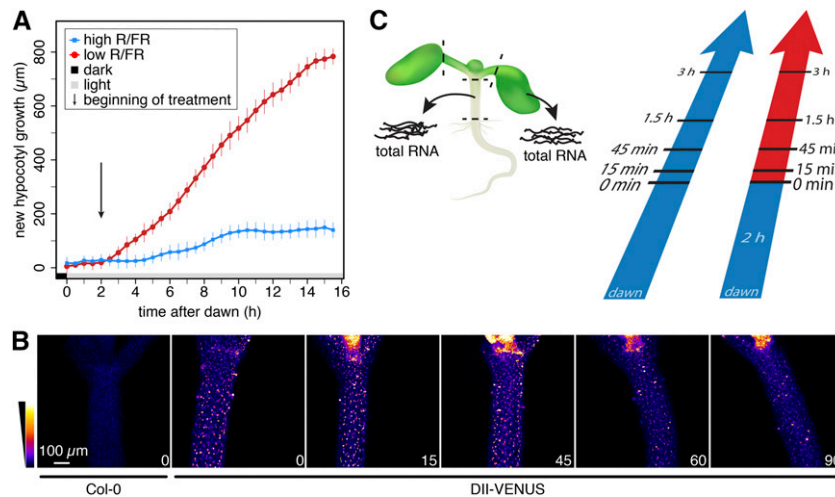 A
new hypocotyl growth (µm)
800
600
400
200
0
high R/FR
low R/FR
dark
light
beginning of treatment
0 2 4 6 8 10 12 14 16
time after dawn (h)
C
total RNA
total RNA
3 h
1.5 h
45 min
15 min
0 min
dawn
3 h
1.5 h
45 mi
15 mi
0 min
2 h
dawn
B
100 µm
0
0
15
45
60
90
Col-0
DII-VENUS